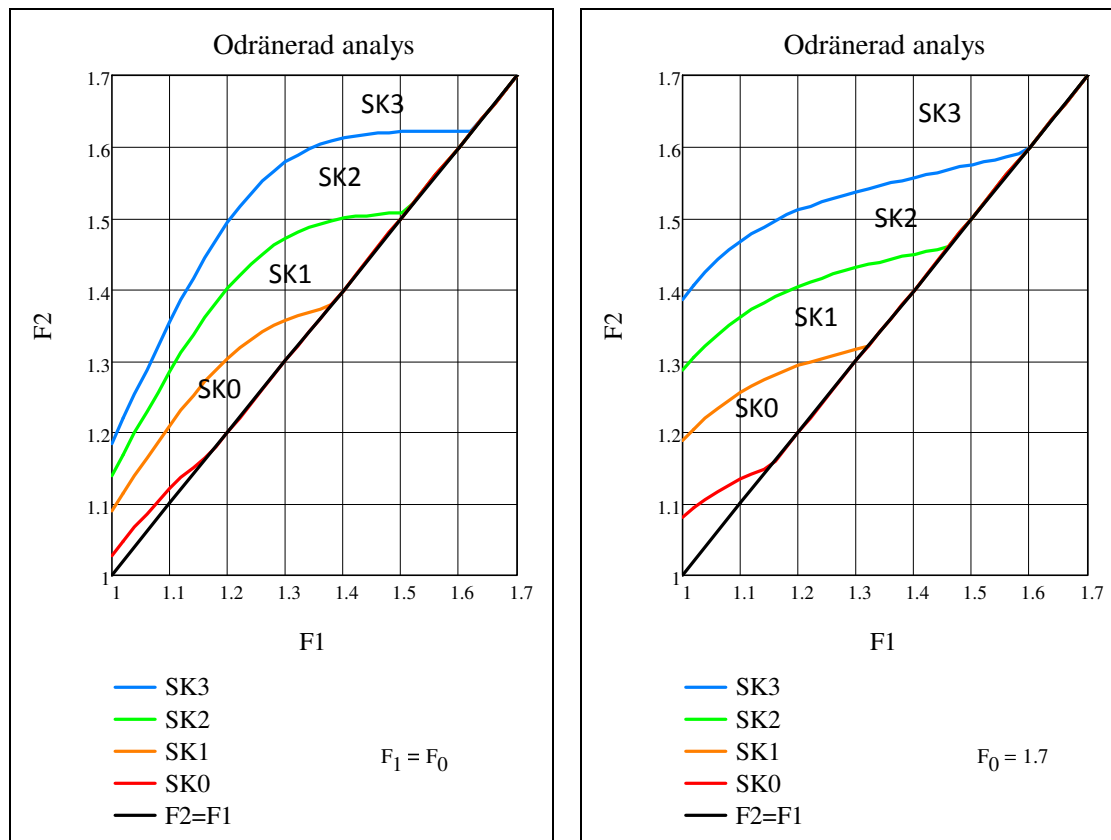 Odränerad analys
1.7
1.6
1.5
1.4
1.3
1.2
1.1
1
F2
SK3
SK2
SK1
SK0
1 1.1 1.2 1.3 1.4 1.5 1.6 1.7
F1
SK3
SK2
SK1
SK0
F2=F1
F1 = F0
Odränerad analys
1.7
1.6
1.5
1.4
1.3
1.2
1.1
1
F2
SK3
SK2
SK1
SK0
1 1.1 1.2 1.3 1.4 1.5 1.6 1.7
F1
SK3
SK2
SK1
SK0
F2=F1
F0 = 1.7